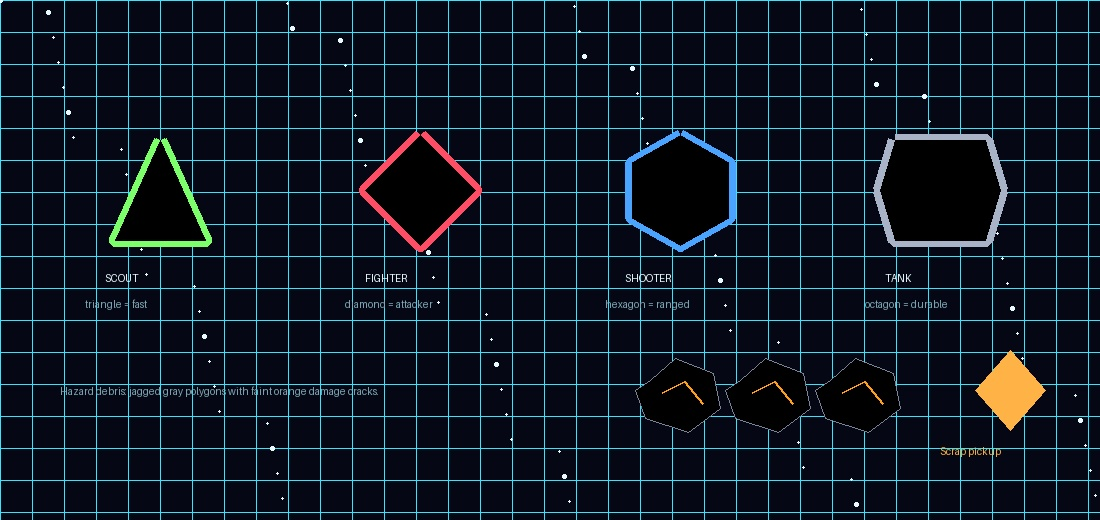 SCOUT
FIGHTER
SHOOTER
TANK
triangle = fast
diamond = attacker
hexagon = ranged
octagon = durable
Hazard debris: jagged gray polygons with faint orange damage cracks.
Scrap pickup